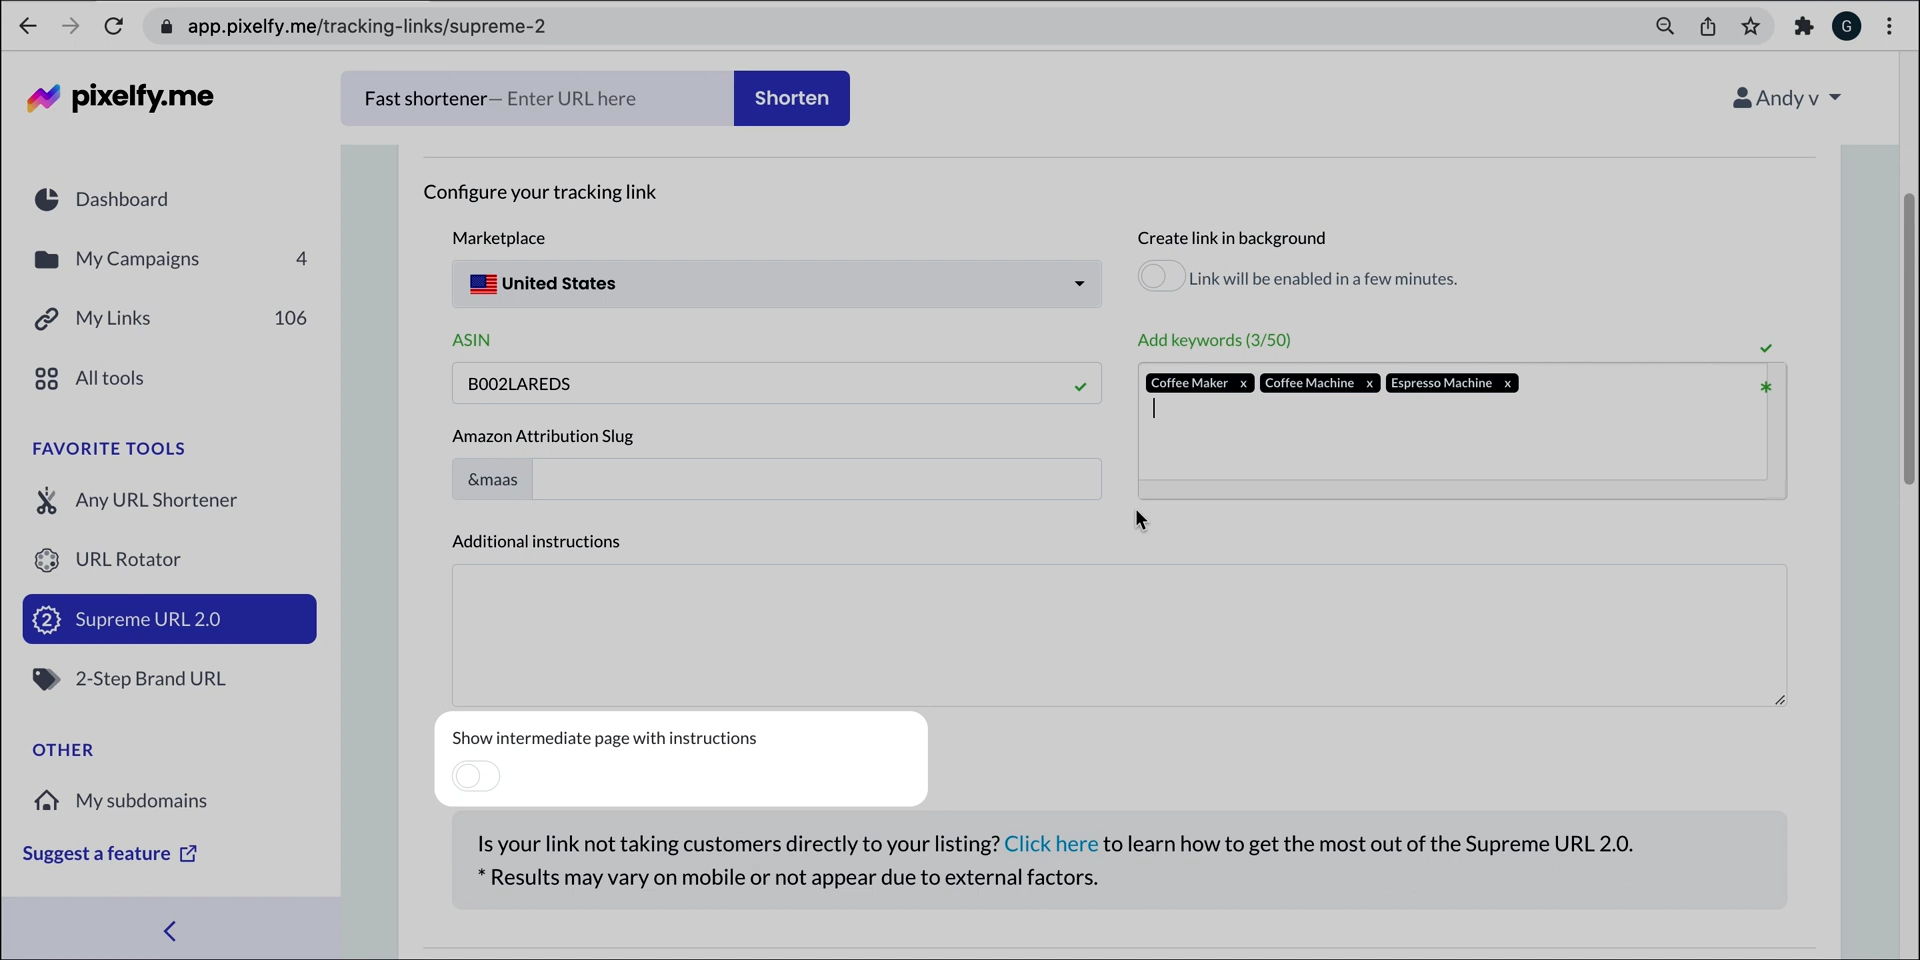 app.pixelfy.me/tracking-links/supreme-2
G
pixelfy.me
Fast shortener— Enter URL here
Shorten
Andy v
Dashboard
My Campaigns 4
My Links 106
All tools
FAVORITE TOOLS
Any URL Shortener
URL Rotator
2 Supreme URL 2.0
2-Step Brand URL
OTHER
My subdomains
Suggest a feature
Configure your tracking link
Marketplace
United States
Create link in background
Link will be enabled in a few minutes.
ASIN
B002LAREDS
Add keywords (3/50)
Coffee Maker x Coffee Machine x Espresso Machine x
*
Amazon Attribution Slug
&maas
Additional instructions
Show intermediate page with instructions
Is your link not taking customers directly to your listing? Click here to learn how to get the most out of the Supreme URL 2.0.
* Results may vary on mobile or not appear due to external factors.